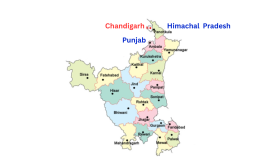 Chandigarh
Himachal Pradesh
Panchkula
Punjab
Ambala
Yamunanagar
Kurukshetra
Kaithal
Karnal
Sirsa
Fatehabad
Jind
Panipat
Hisar
Sonipat
Rohtak
Bhiwani
Jhajjar
Gurgaon
Faridabad
Rewari
Mahendragarh
Mewat
Palwal